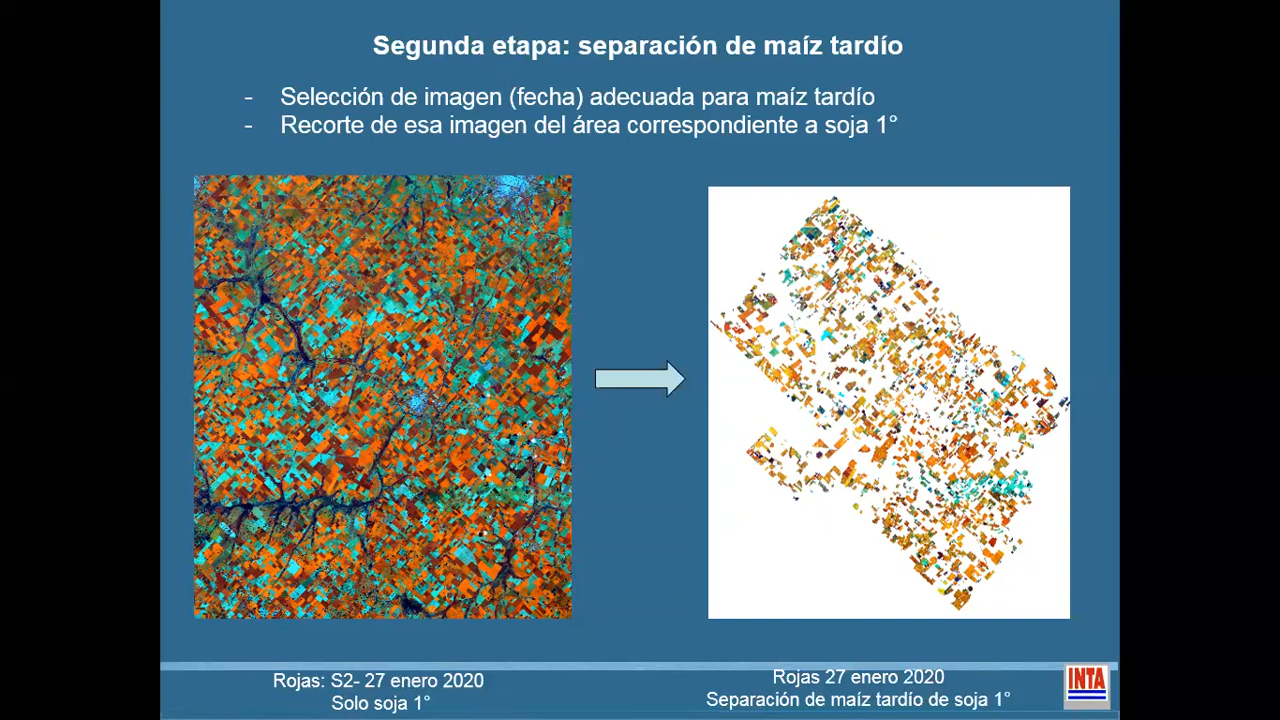 Segunda etapa: separación de maíz tardío
- Selección de imagen (fecha) adecuada para maíz tardío
- Recorte de esa imagen del área correspondiente a soja 1°
Rojas: S2- 27 enero 2020
Solo soja 1°
Rojas 27 enero 2020
Separación de maíz tardío de soja 1°
INTA